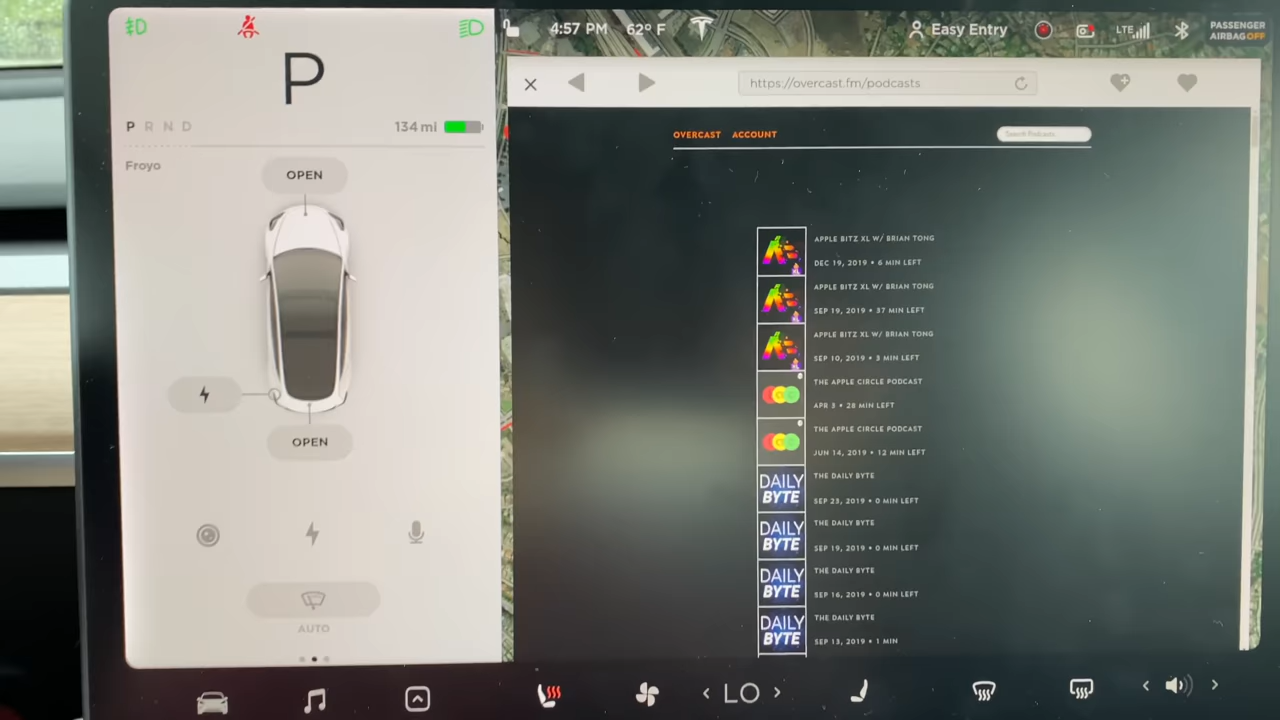 P
P R N D
134 mi
Froyo
OPEN
OPEN
AUTO
4:57 PM 62° F
Easy Entry
LTE
PASSENGER
AIRBAG OFF
https://overcast.fm/podcasts
OVERCAST ACCOUNT
Search Podcasts
APPLE BITZ XL W/ BRIAN TONG
DEC 19, 2019 • 6 MIN LEFT
APPLE BITZ XL W/ BRIAN TONG
SEP 19, 2019 • 37 MIN LEFT
APPLE BITZ XL W/ BRIAN TONG
SEP 10, 2019 • 3 MIN LEFT
THE APPLE CIRCLE PODCAST
APR 3 • 28 MIN LEFT
THE APPLE CIRCLE PODCAST
JUN 14, 2019 • 12 MIN LEFT
DAILY
BYTE
THE DAILY BYTE
SEP 23, 2019 • 0 MIN LEFT
DAILY
BYTE
THE DAILY BYTE
SEP 19, 2019 • 0 MIN LEFT
DAILY
BYTE
THE DAILY BYTE
SEP 16, 2019 • 0 MIN LEFT
DAILY
BYTE
THE DAILY BYTE
SEP 13, 2019 • 1 MIN
LO